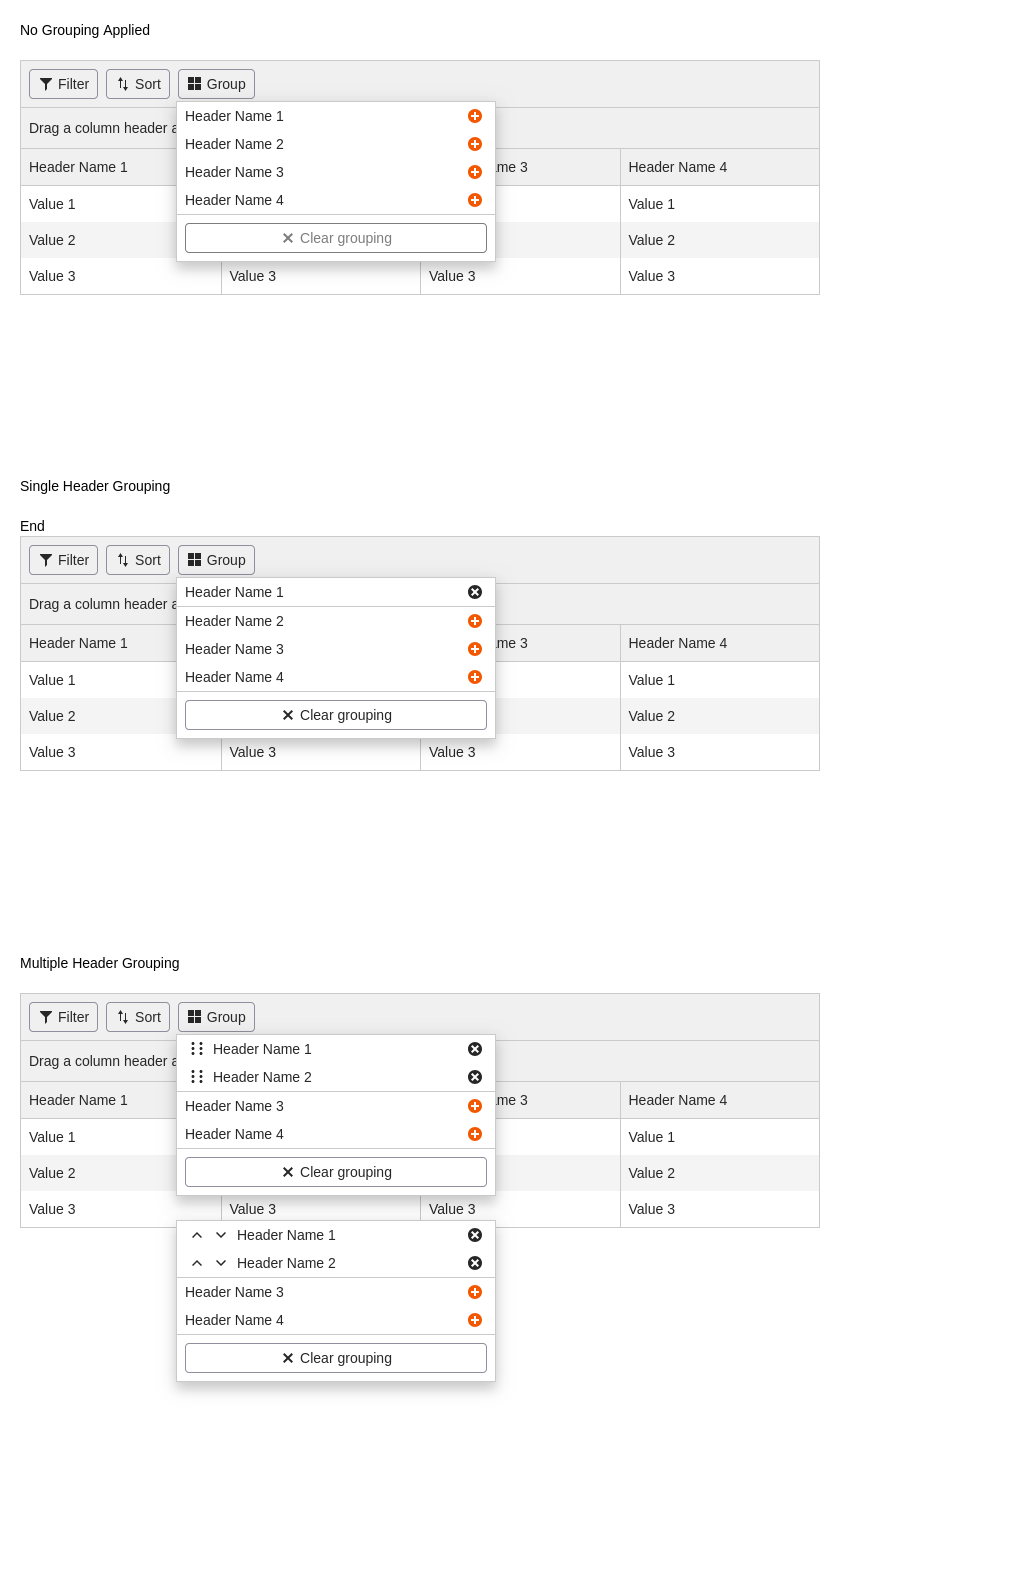 No Grouping Applied
Filter Sort Group
Header Name 1
Drag a column header a
Header Name 2
Header Name 1 Header Name 3 me 3 Header Name 4
Header Name 4
Value 1 Value 1
Value 2 Clear grouping Value 2
Value 3 Value 3 Value 3 Value 3
Single Header Grouping
End
Filter Sort Group
Header Name 1
Drag a column header a
Header Name 2
Header Name 1 Header Name 3 me 3 Header Name 4
Header Name 4
Value 1 Value 1
Value 2 Clear grouping Value 2
Value 3 Value 3 Value 3 Value 3
Multiple Header Grouping
Filter Sort Group
Header Name 1
Drag a column header a
Header Name 2
Header Name 1 Header Name 3 me 3 Header Name 4
Header Name 4
Value 1 Value 1
Value 2 Clear grouping Value 2
Value 3 Value 3 Value 3 Value 3
Header Name 1
Header Name 2
Header Name 3
Header Name 4
Clear grouping